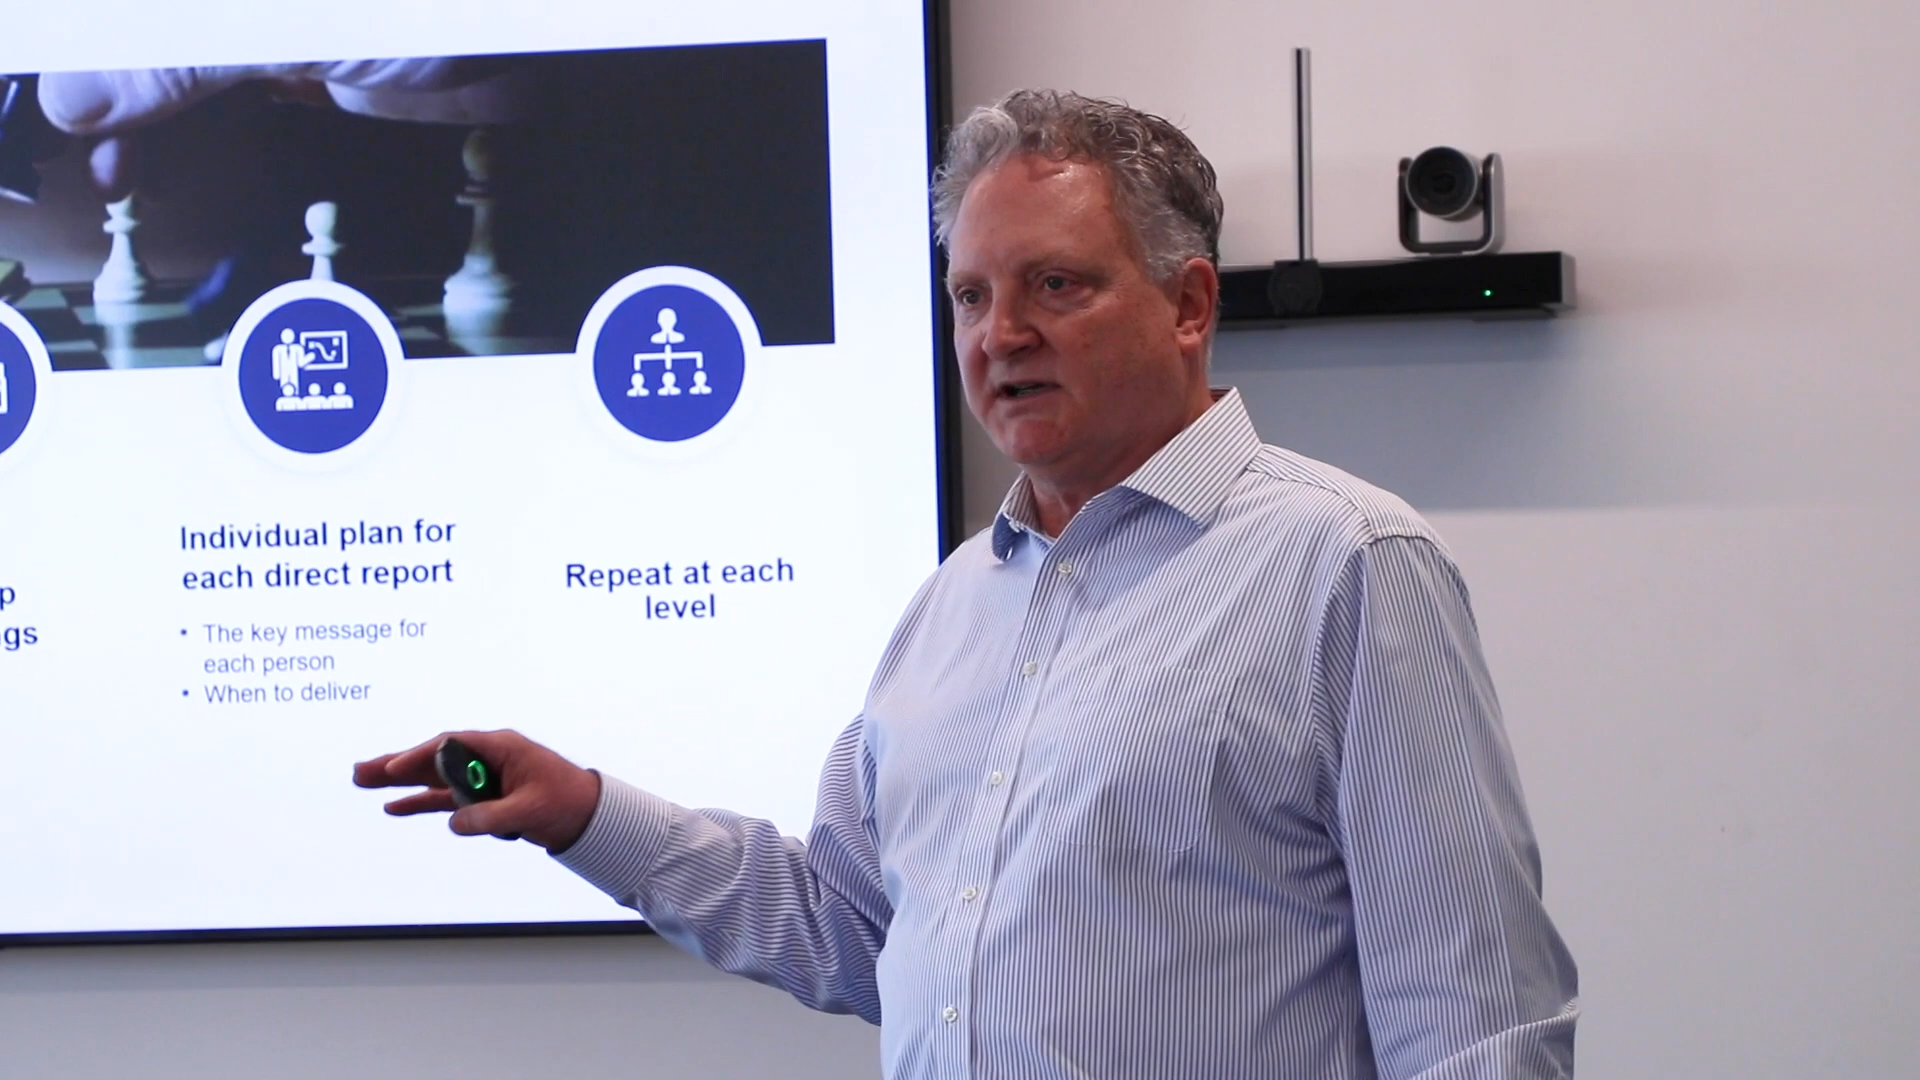 Individual plan for
each direct report
• The key message for
each person
• When to deliver
Repeat at each
level